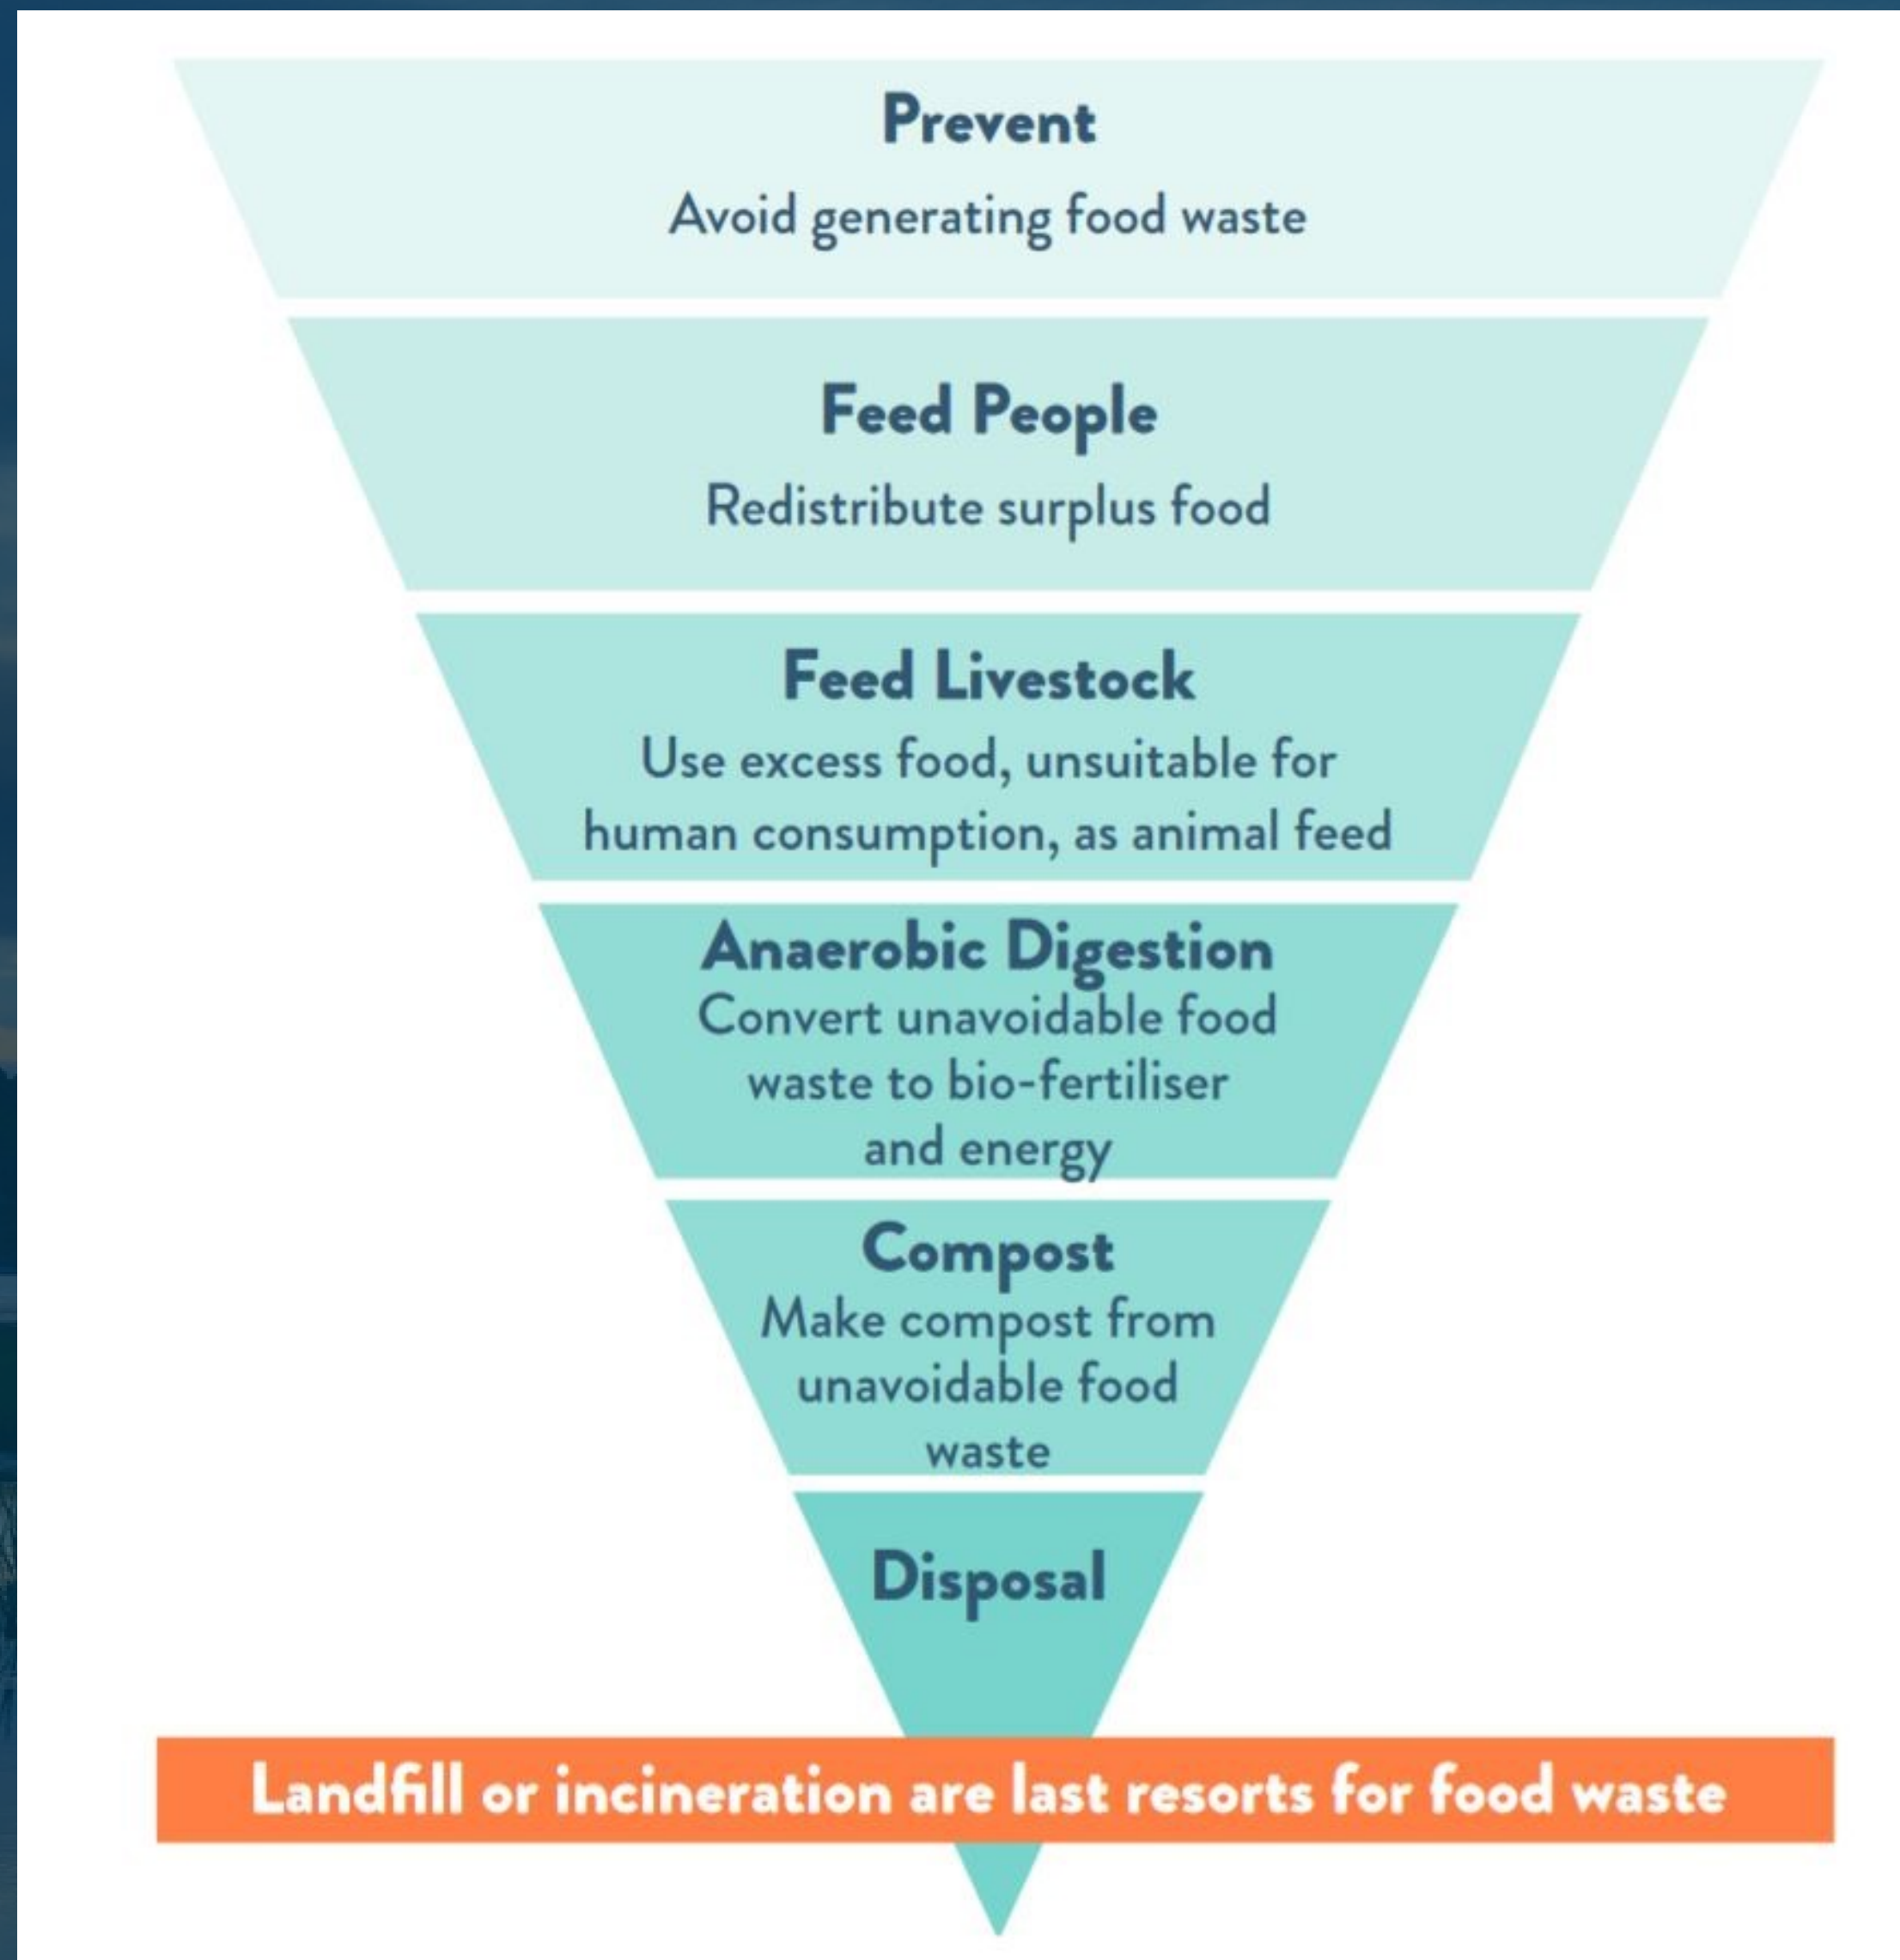 Prevent
Avoid generating food waste
Feed People
Redistribute surplus food
Feed Livestock
Use excess food, unsuitable for
human consumption, as animal feed
Anaerobic Digestion
Convert unavoidable food
waste to bio-fertiliser
and energy
Compost
Make compost from
unavoidable food
waste
Disposal
Landfill or incineration are last resorts for food waste